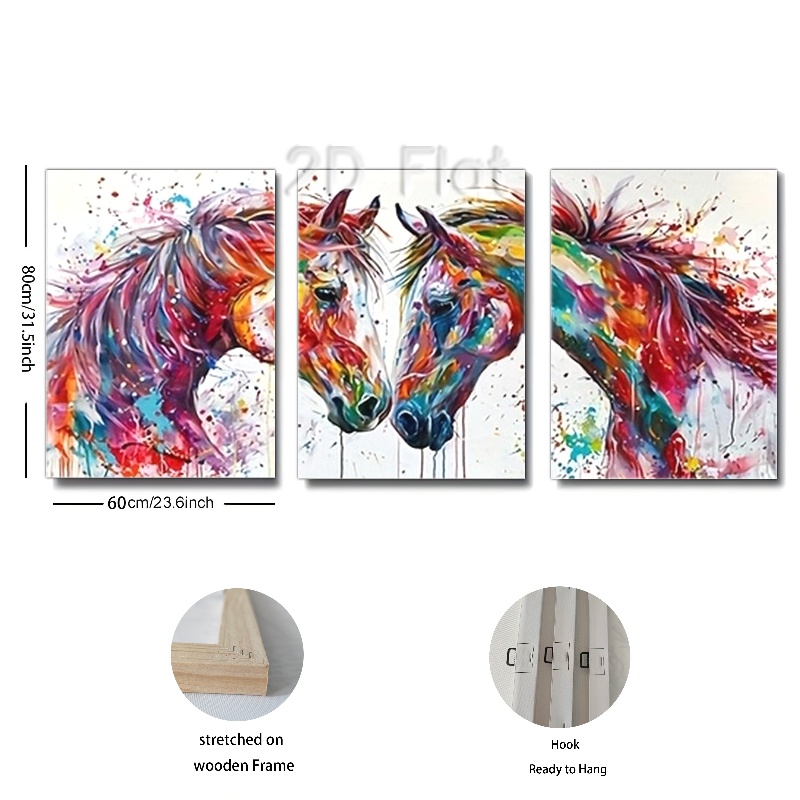 2D Flat
80cm/31.5inch
60cm/23.6inch
stretched on
wooden Frame
Hook
Ready to Hang